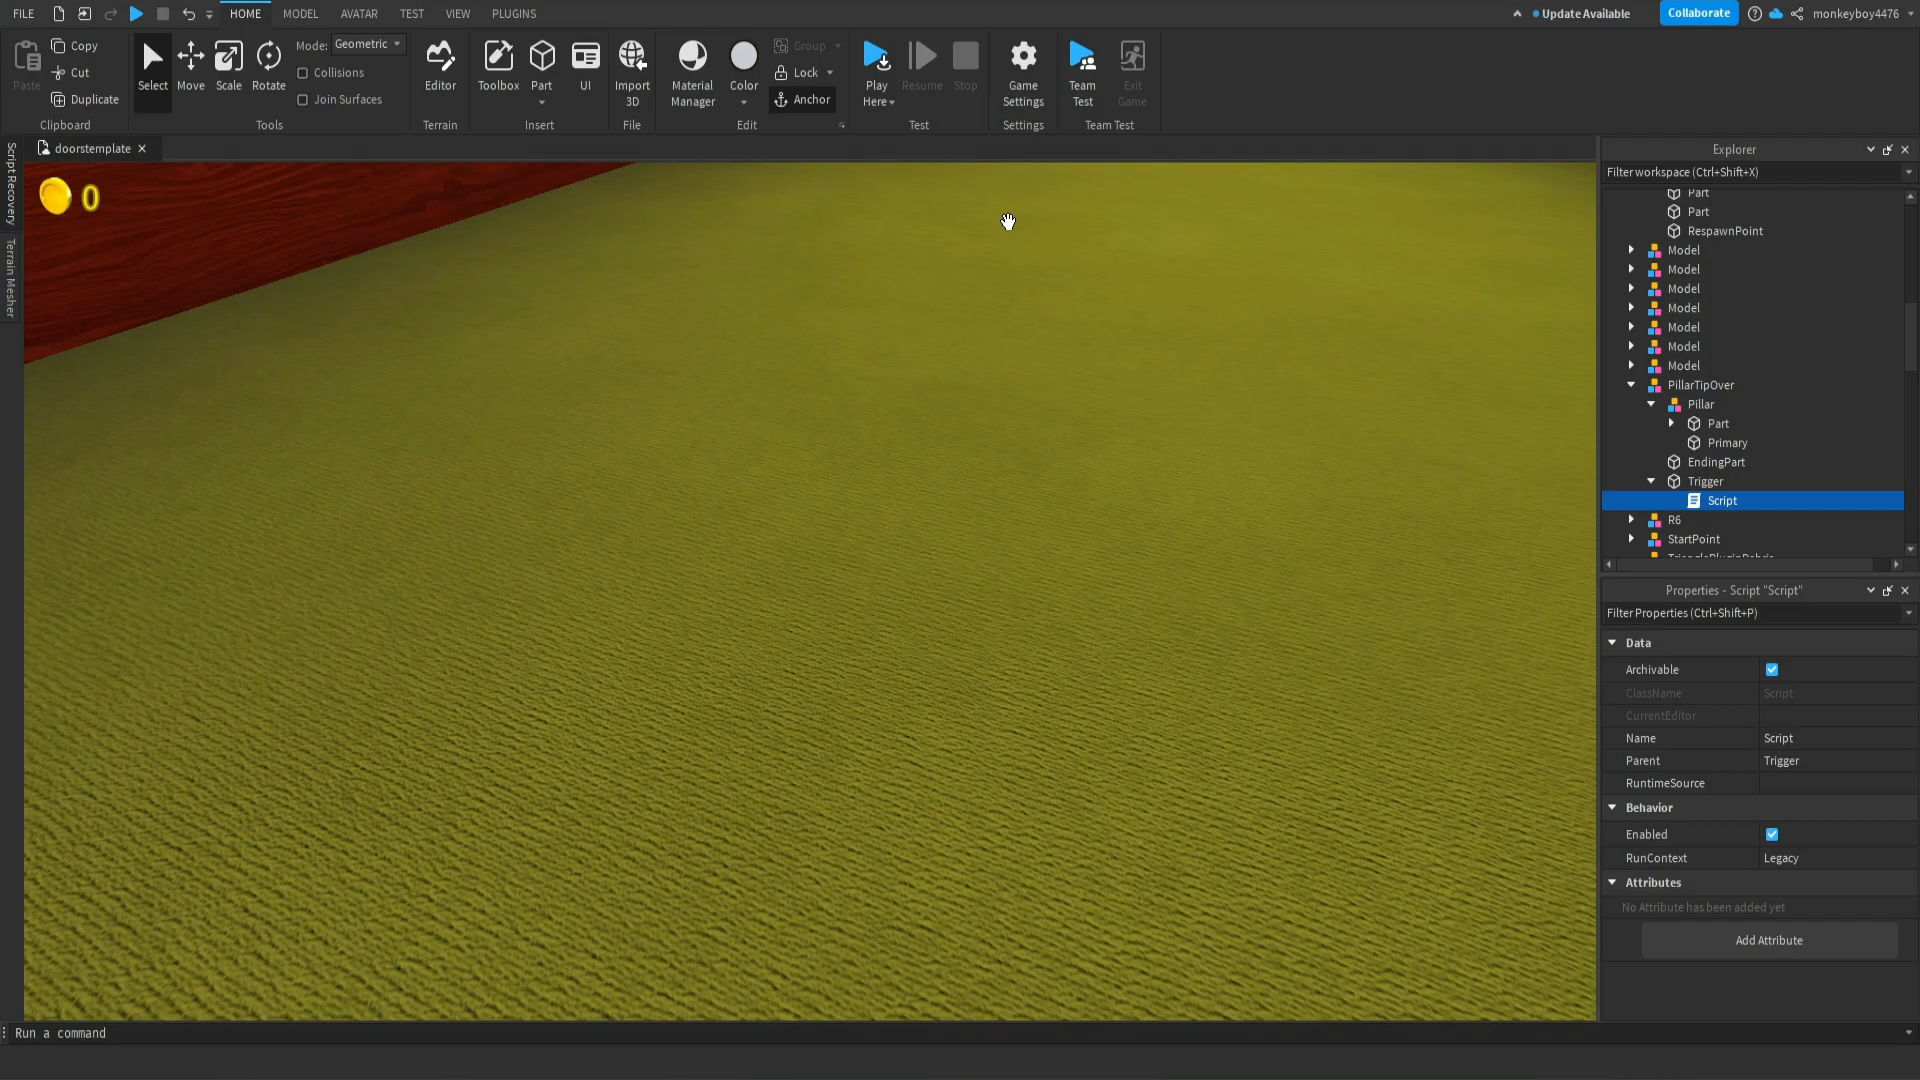 FILE HOME MODEL AVATAR TEST VIEW PLUGINS Update Available Collaborate monkeyboy4476
Paste Copy Cut Duplicate Clipboard
Select Move Scale Rotate Mode: Geometric Collisions Join Surfaces Tools
Editor Terrain
Toolbox Part UI Insert
Import 3D File
Material Manager Color Group Lock Anchor Edit
Play Here Resume Stop Test
Game Settings Settings
Team Test Exit Game Team Test
doorstemplate
Script Recovery
Terrain Mesher
0
Explorer
Filter workspace (Ctrl+Shift+X)
Part
Part
RespawnPoint
Model
Model
Model
Model
Model
Model
Model
PillarTipOver
Pillar
Part
Primary
EndingPart
Trigger
Script
R6
StartPoint
TrianglePluginDebris
Properties - Script "Script"
Filter Properties (Ctrl+Shift+P)
Data
Archivable
ClassName Script
CurrentEditor
Name Script
Parent Trigger
RuntimeSource
Behavior
Enabled
RunContext Legacy
Attributes
No Attribute has been added yet
Add Attribute
Run a command